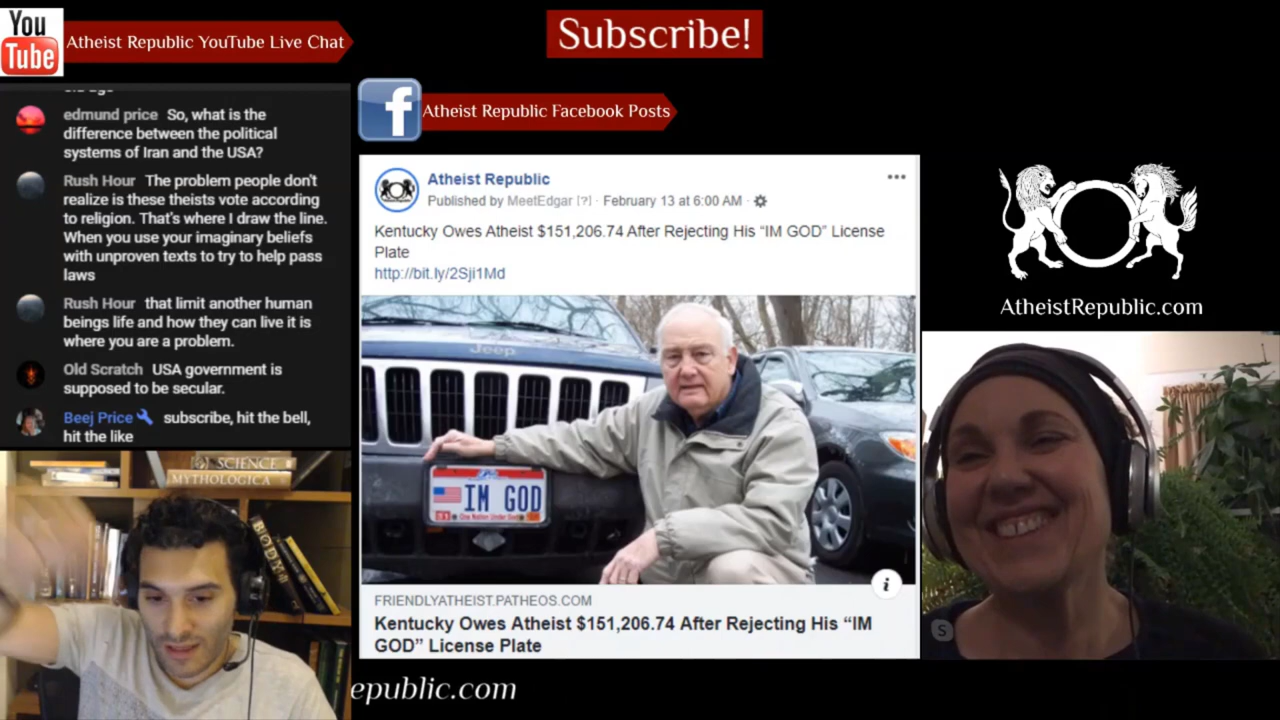 You
Tube
Atheist Republic YouTube Live Chat
Subscribe!
edmund price So, what is the
difference between the political
systems of Iran and the USA?
Rush Hour The problem people don't
realize is these theists vote according
to religion. That's where I draw the line.
When you use your imaginary beliefs
with unproven texts to try to help pass
laws
Rush Hour that limit another human
beings life and how they can live it is
where you are a problem.
Old Scratch USA government is
supposed to be secular.
Beej Price subscribe, hit the bell,
hit the like
f
Atheist Republic Facebook Posts
Atheist Republic
Published by MeetEdgar [?] · February 13 at 6:00 AM ·
Kentucky Owes Atheist $151,206.74 After Rejecting His “IM GOD” License
Plate
http://bit.ly/2Sji1Md
Jeep
IM GOD
One Nation Under God
i
FRIENDLYATHEIST.PATHEOS.COM
Kentucky Owes Atheist $151,206.74 After Rejecting His “IM
GOD” License Plate
AtheistRepublic.com
S
SCIENCE
MYTHOLOGICA
epublic.com